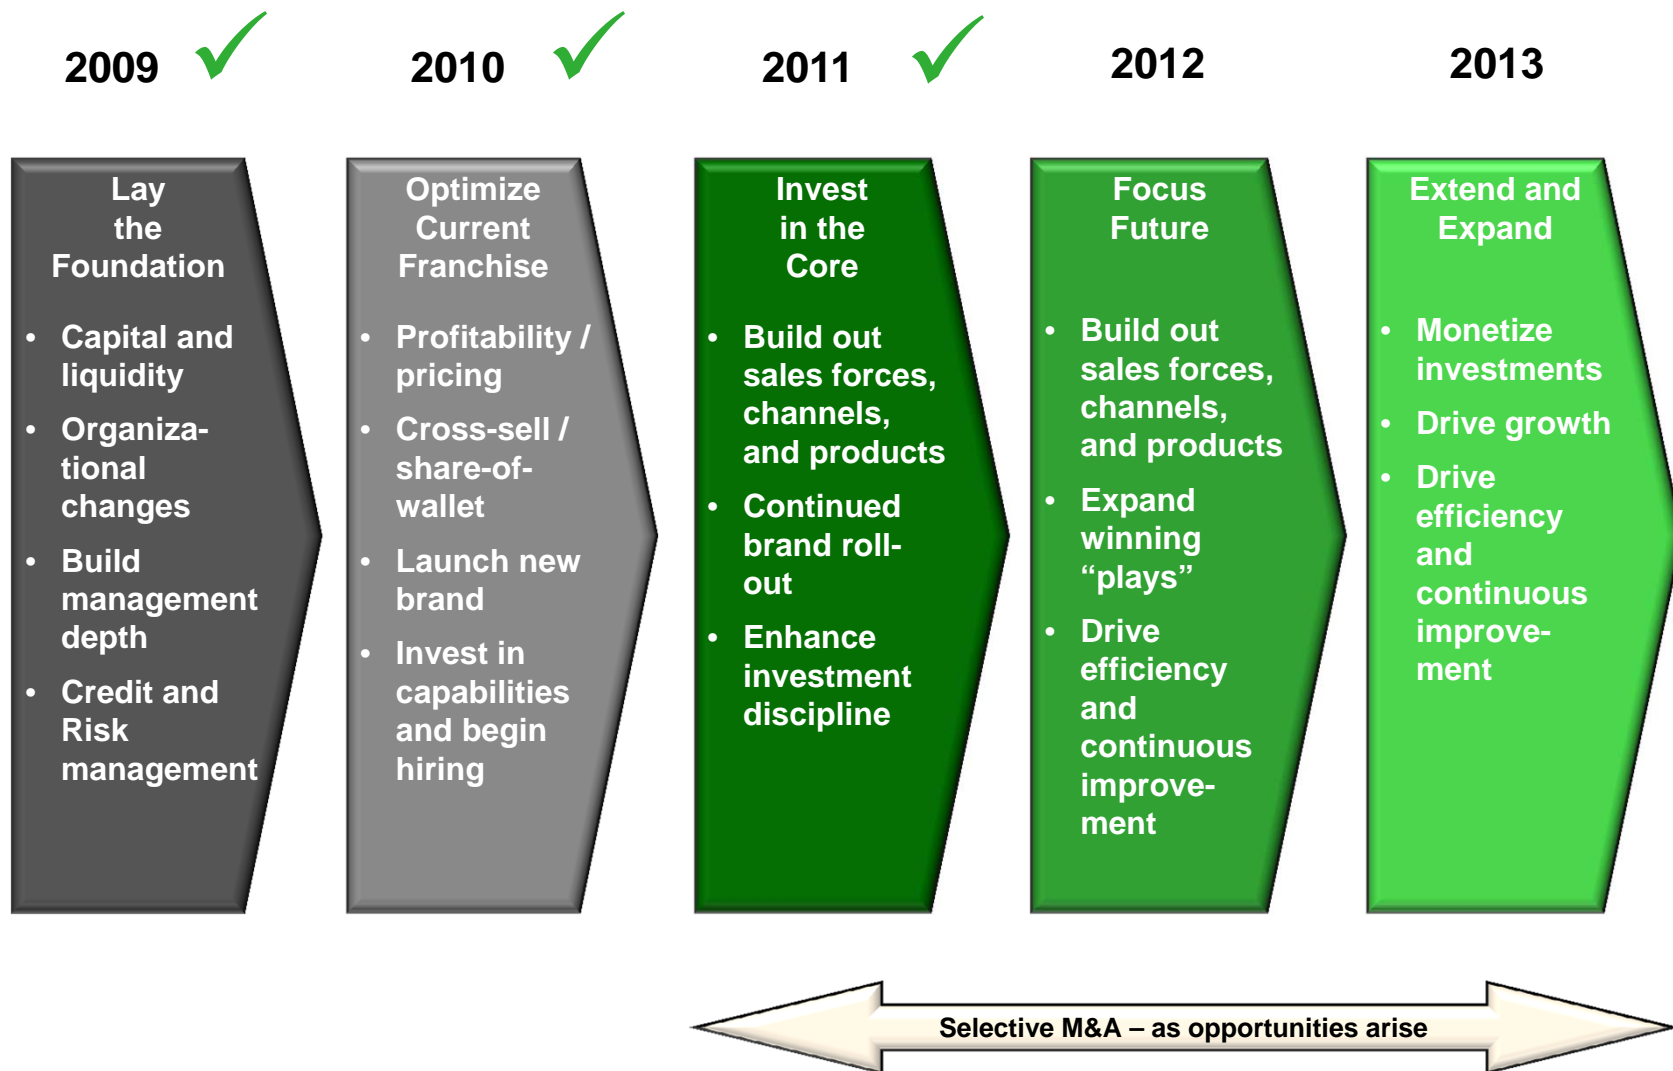 2009
2010
2011
2012
2013
Lay
the
Foundation
• Capital and
liquidity
• Organiza-
tional
changes
• Build
management
depth
• Credit and
Risk
management
Optimize
Current
Franchise
• Profitability /
pricing
• Cross-sell /
share-of-
wallet
• Launch new
brand
• Invest in
capabilities
and begin
hiring
Invest
in the
Core
• Build out
sales forces,
channels,
and products
• Continued
brand roll-
out
• Enhance
investment
discipline
Focus
Future
• Build out
sales forces,
channels,
and products
• Expand
winning
“plays”
• Drive
efficiency
and
continuous
improve-
ment
Extend and
Expand
• Monetize
investments
• Drive growth
• Drive
efficiency
and
continuous
improve-
ment
Selective M&A – as opportunities arise